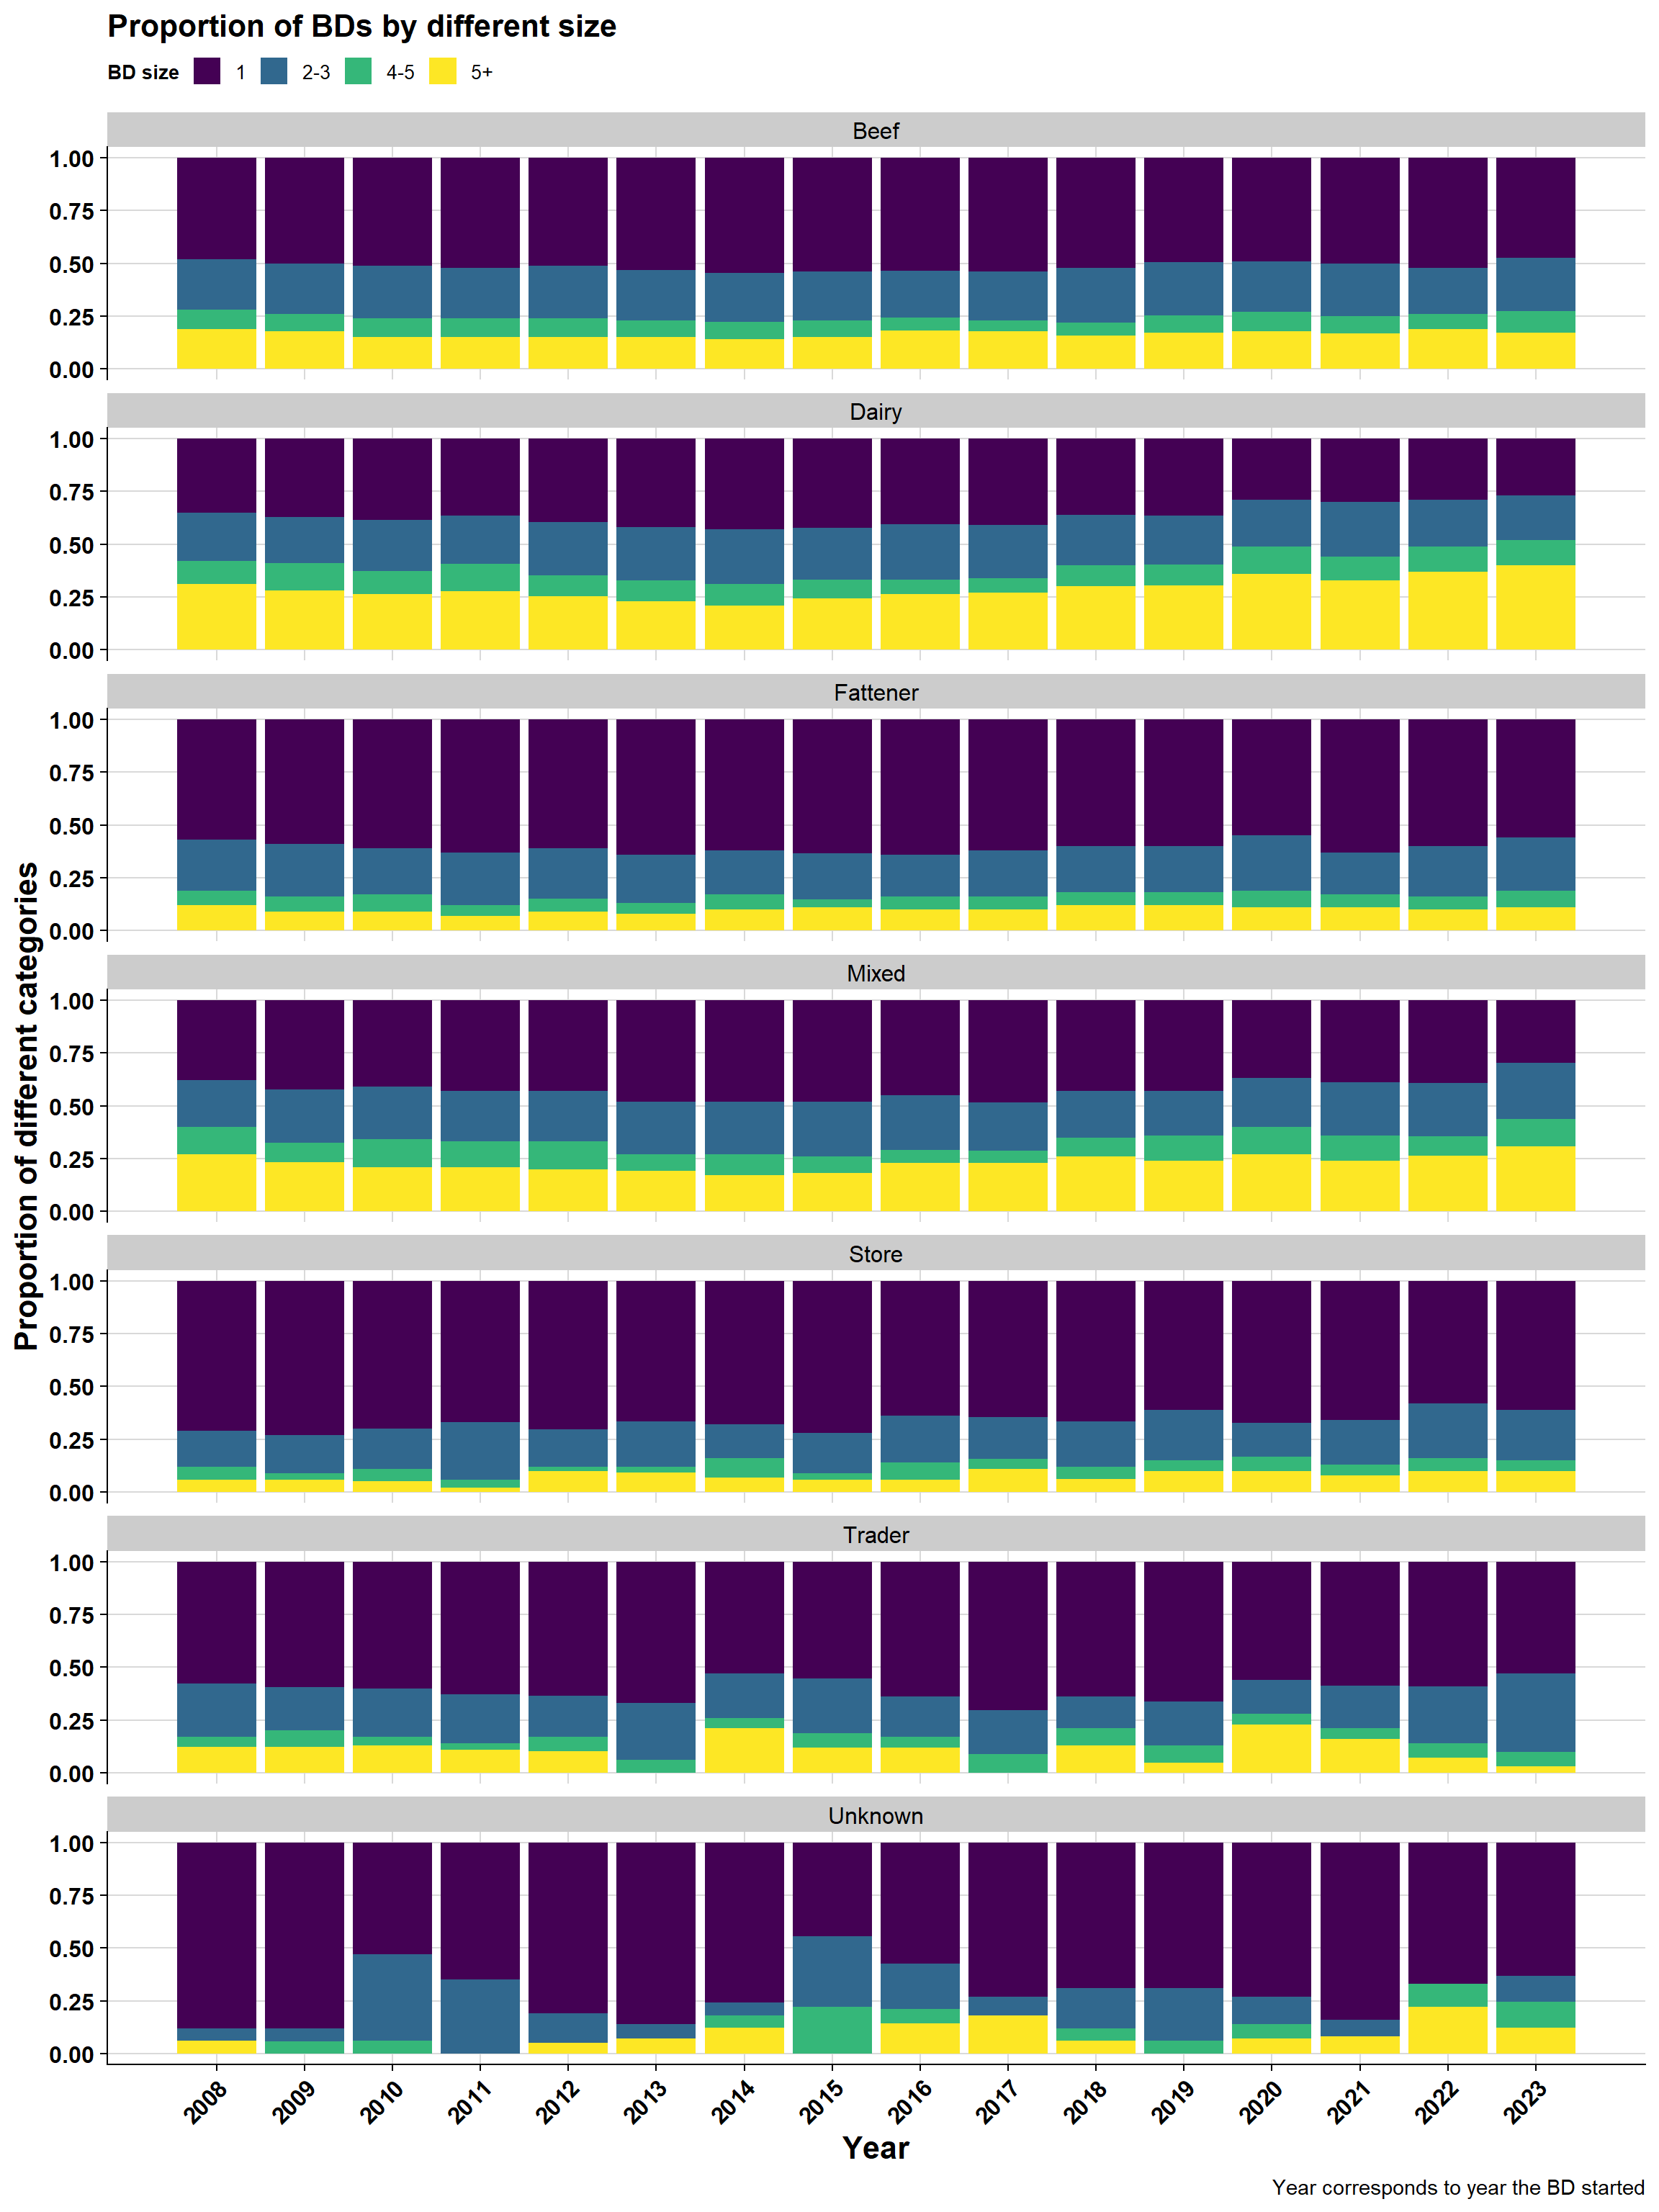 Proportion of BDs by different size
BD size 1 2-3 4-5 5+
Beef
1.00
0.75
0.50
0.25
0.00
Dairy
1.00
0.75
0.50
0.25
0.00
Fattener
1.00
0.75
0.50
0.25
0.00
Mixed
1.00
0.75
0.50
0.25
0.00
Store
1.00
0.75
0.50
0.25
0.00
Trader
1.00
0.75
0.50
0.25
0.00
Unknown
1.00
0.75
0.50
0.25
0.00
Proportion of different categories
2008 2009 2010 2011 2012 2013 2014 2015 2016 2017 2018 2019 2020 2021 2022 2023
Year
Year corresponds to year the BD started